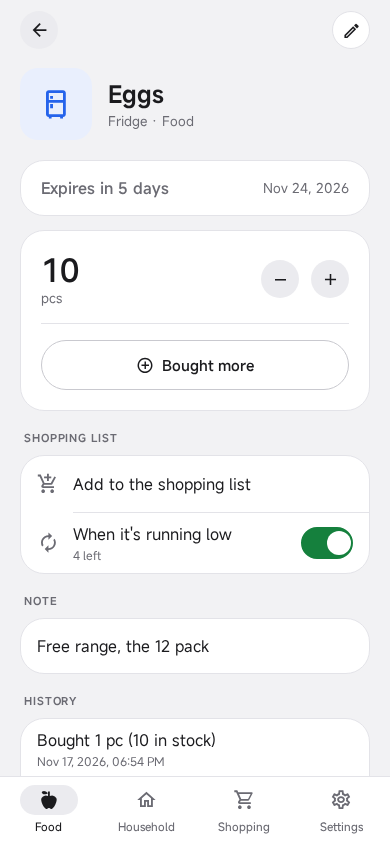 Eggs
Fridge · Food
Expires in 5 days
Nov 24, 2026
10
pcs
Bought more
SHOPPING LIST
Add to the shopping list
When it's running low
4 left
NOTE
Free range, the 12 pack
HISTORY
Bought 1 pc (10 in stock)
Nov 17, 2026, 06:54 PM
Food
Household
Shopping
Settings